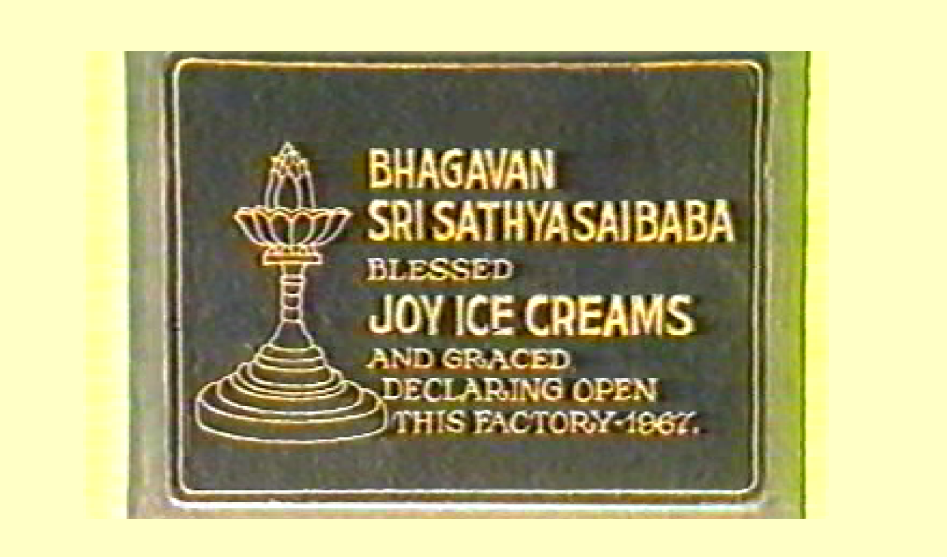 BHAGAVAN
SRI SATHYA SAI BABA
BLESSED
JOY ICE CREAMS
AND GRACED
DECLARING OPEN
THIS FACTORY-1967.